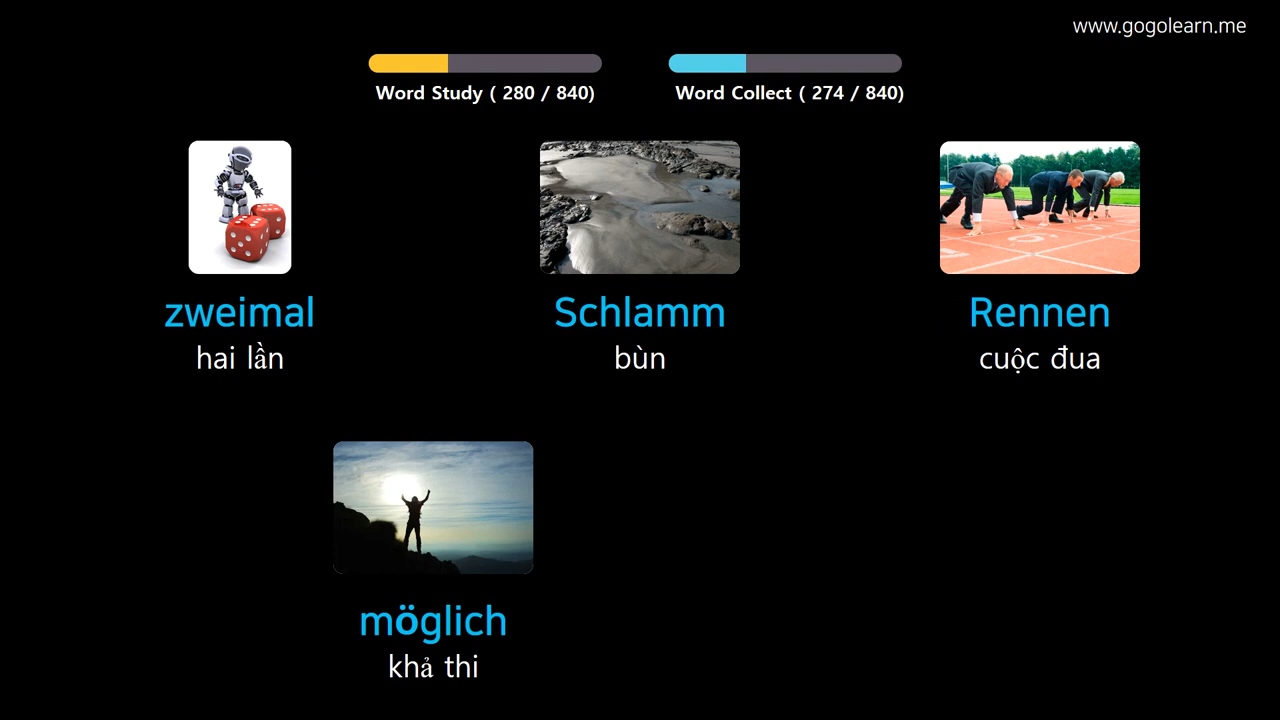 www.gogolearn.me
Word Study ( 280 / 840)
Word Collect ( 274 / 840)
zweimal
hai lần
Schlamm
bùn
Rennen
cuộc đua
möglich
khả thi